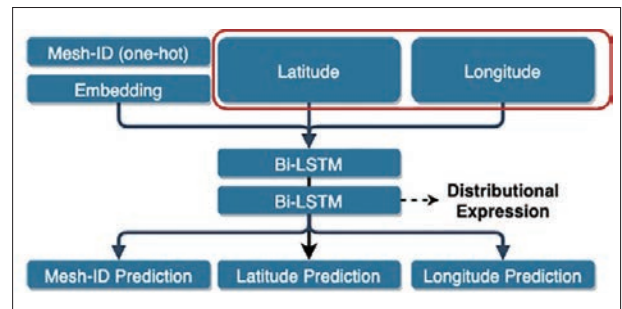 Mesh-ID (one-hot)
Embedding
Latitude
Longitude
Bi-LSTM
Bi-LSTM
Distributional
Expression
Mesh-ID Prediction
Latitude Prediction
Longitude Prediction